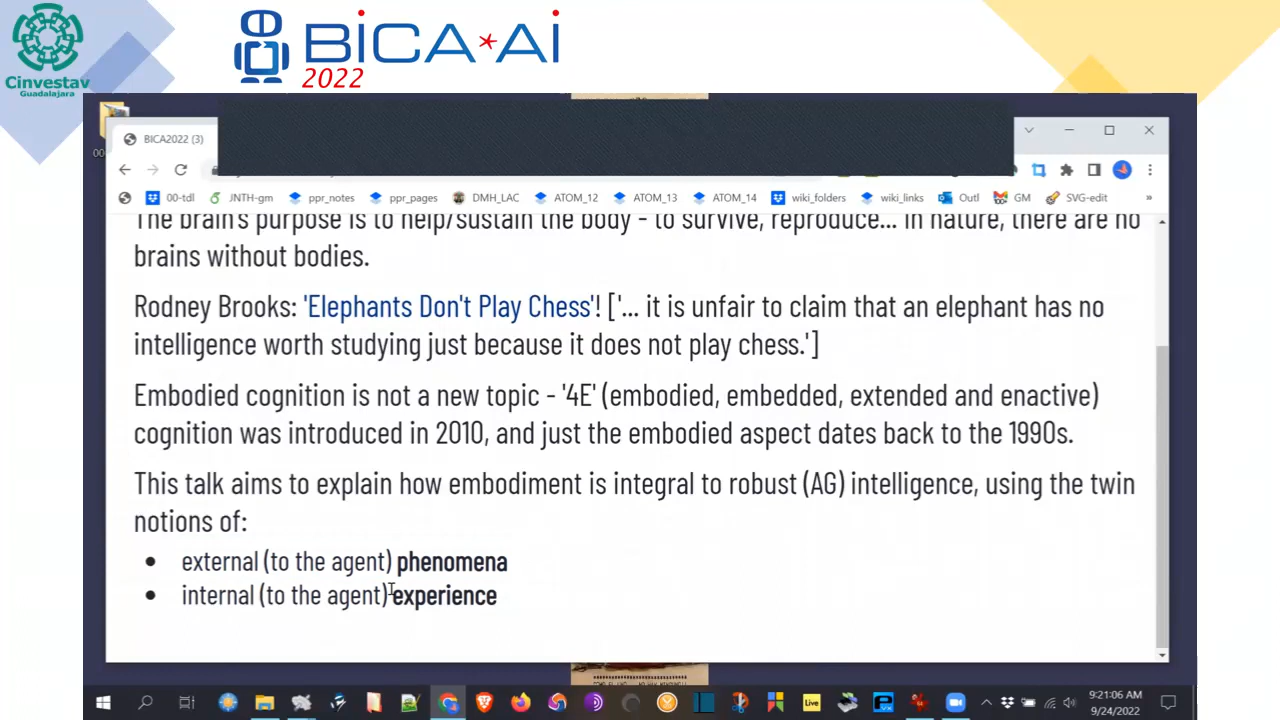 Cinvestav
Guadalajara
BiCA*Ai
2022
00
BICA2022 (3)
00-tdl
JNTH-gm
ppr_notes
ppr_pages
DMH_LAC
ATOM_12
ATOM_13
ATOM_14
wiki_folders
wiki_links
Outl
GM
SVG-edit
»
The brain's purpose is to help/sustain the body - to survive, reproduce... In nature, there are no
brains without bodies.
Rodney Brooks: 'Elephants Don't Play Chess'! ['... it is unfair to claim that an elephant has no
intelligence worth studying just because it does not play chess.']
Embodied cognition is not a new topic - '4E' (embodied, embedded, extended and enactive)
cognition was introduced in 2010, and just the embodied aspect dates back to the 1990s.
This talk aims to explain how embodiment is integral to robust (AG) intelligence, using the twin
notions of:
• external (to the agent) phenomena
• internal (to the agent) experience
Live
9:21:06 AM
9/24/2022